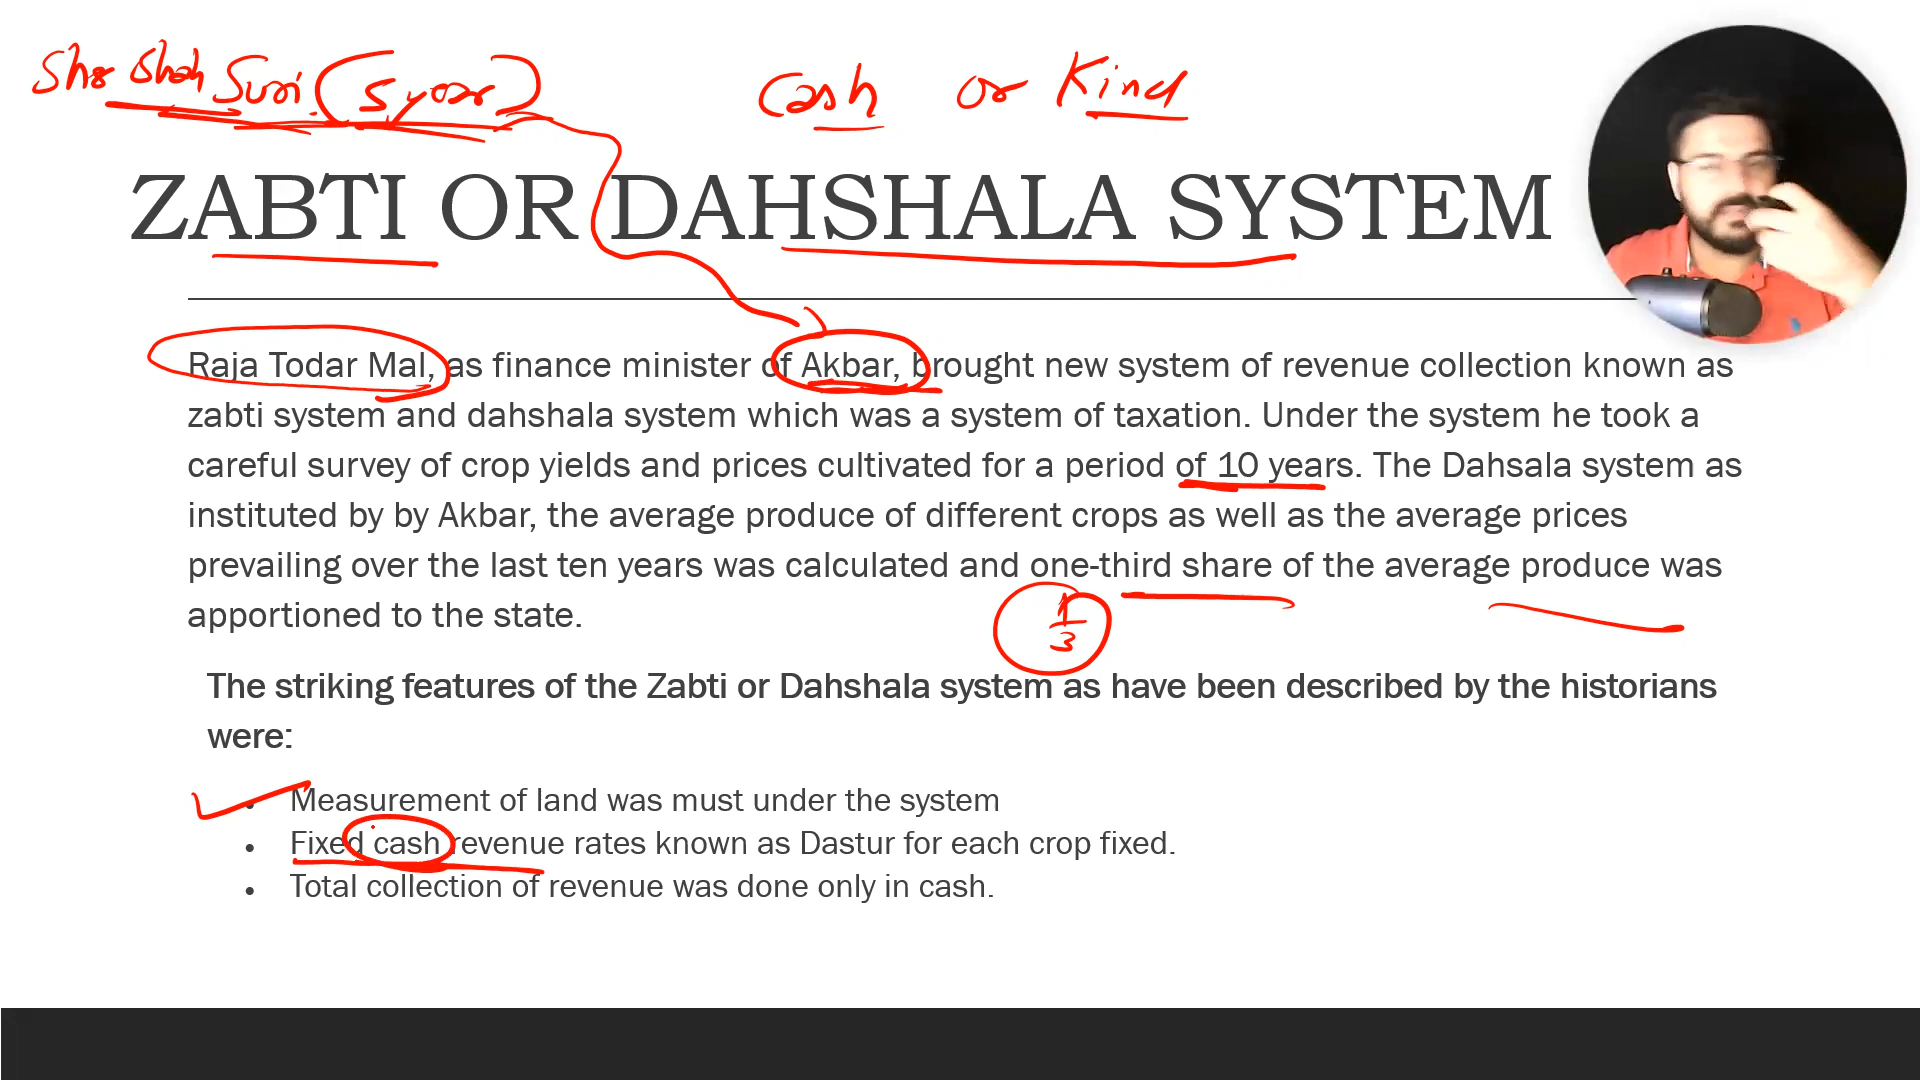 Sher Shah Suri (5 year) Cash or Kind
ZABTI OR DAHSHALA SYSTEM
Raja Todar Mal, as finance minister of Akbar, brought new system of revenue collection known as
zabti system and dahshala system which was a system of taxation. Under the system he took a
careful survey of crop yields and prices cultivated for a period of 10 years. The Dahsala system as
instituted by by Akbar, the average produce of different crops as well as the average prices
prevailing over the last ten years was calculated and one-third share of the average produce was
apportioned to the state.
1/3
The striking features of the Zabti or Dahshala system as have been described by the historians
were:
• Measurement of land was must under the system
• Fixed cash revenue rates known as Dastur for each crop fixed.
• Total collection of revenue was done only in cash.